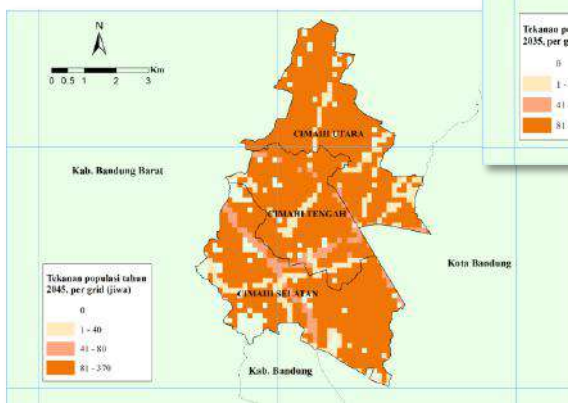 N
Km
0 0.5 1 2 3
CIMAHI UTARA
Kab. Bandung Barat
CIMAHI TENGAH
Kota Bandung
CIMAHI SELATAN
Kab. Bandung
Tekanan populasi tahun
2045, per grid (jiwa)
0
1 - 40
41 - 80
81 - 370
Tekanan
2035, per
0
1 -
41
81